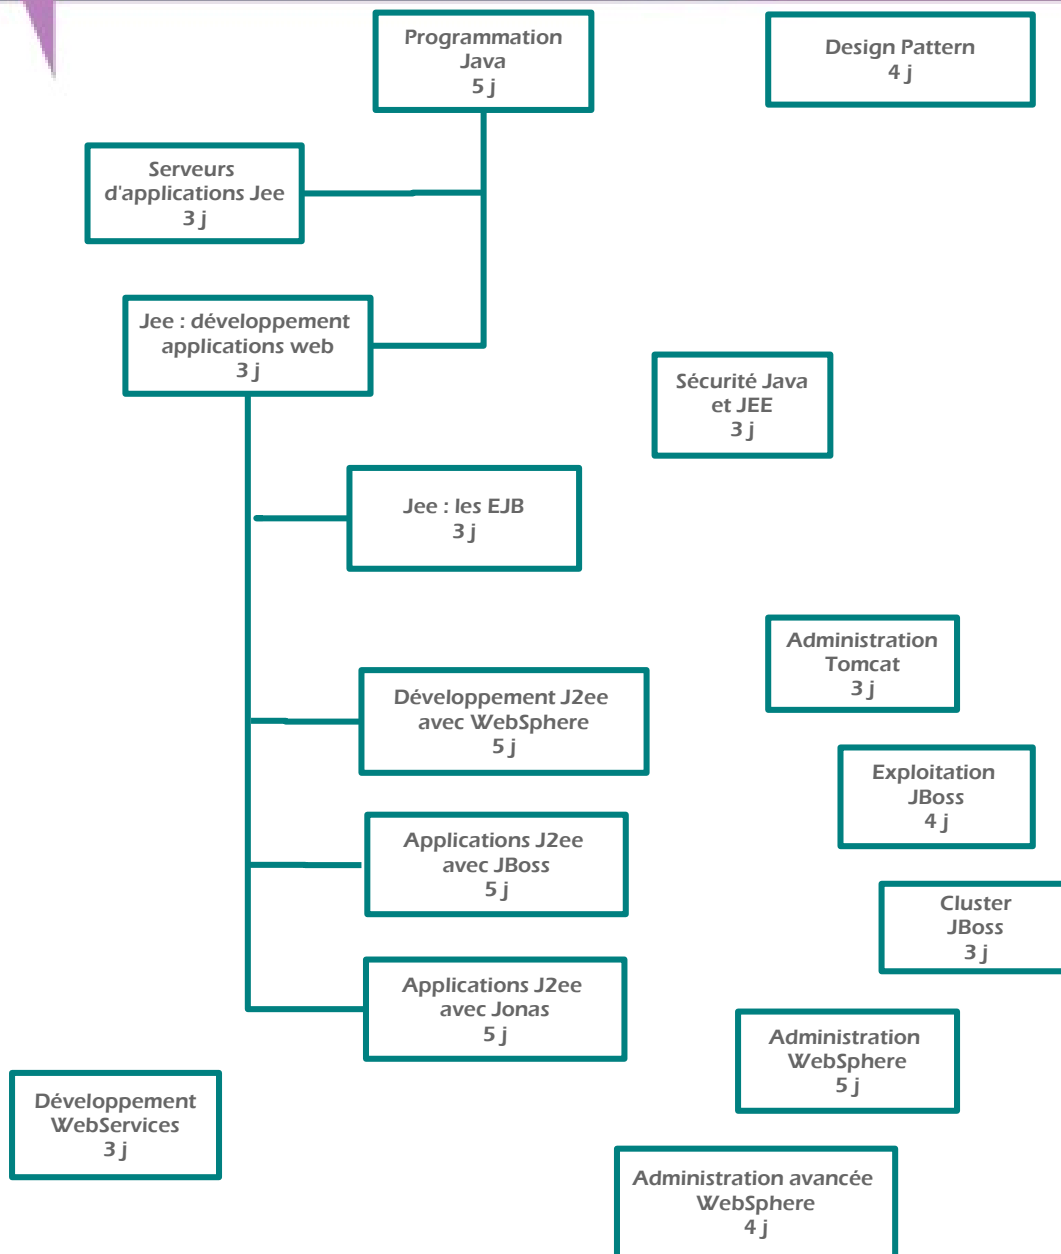 Programmation
Java
5 j
Design Pattern
4 j
Serveurs
d'applications Jee
3 j
Jee : développement
applications web
3 j
Sécurité Java
et JEE
3 j
Jee : les EJB
3 j
Administration
Tomcat
3 j
Développement J2ee
avec WebSphere
5 j
Exploitation
JBoss
4 j
Applications J2ee
avec JBoss
5 j
Cluster
JBoss
3 j
Applications J2ee
avec Jonas
5 j
Administration
WebSphere
5 j
Développement
WebServices
3 j
Administration avancée
WebSphere
4 j